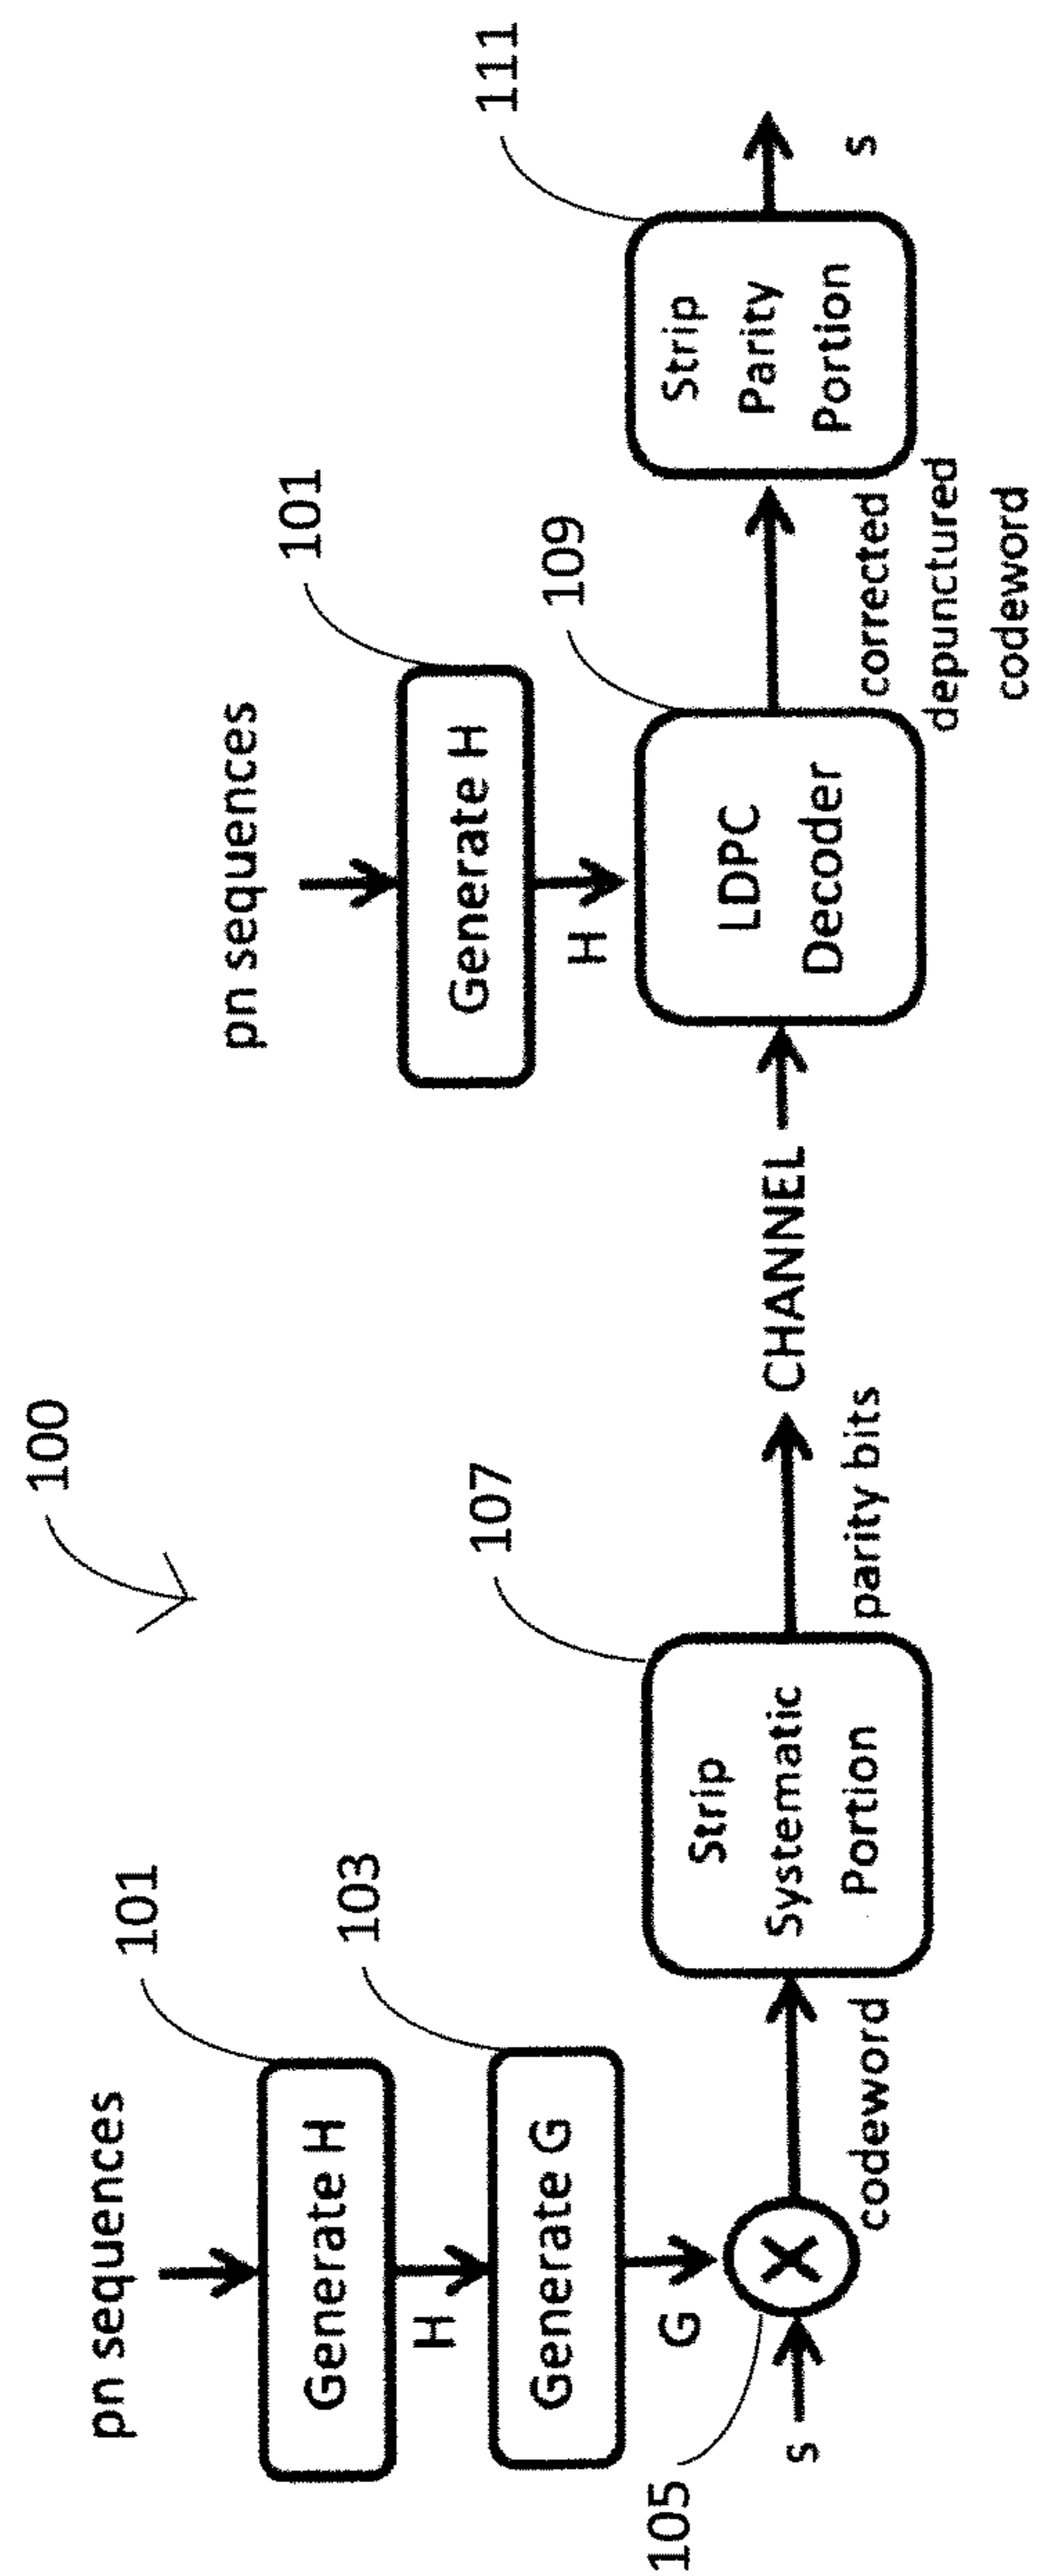 100
pn sequences
101
Generate H
H
103
Generate G
G
105
s
codeword
107
Strip
Systematic
Portion
parity bits
CHANNEL
pn sequences
101
Generate H
H
109
LDPC
Decoder
corrected
depunctured
codeword
111
Strip
Parity
Portion
s